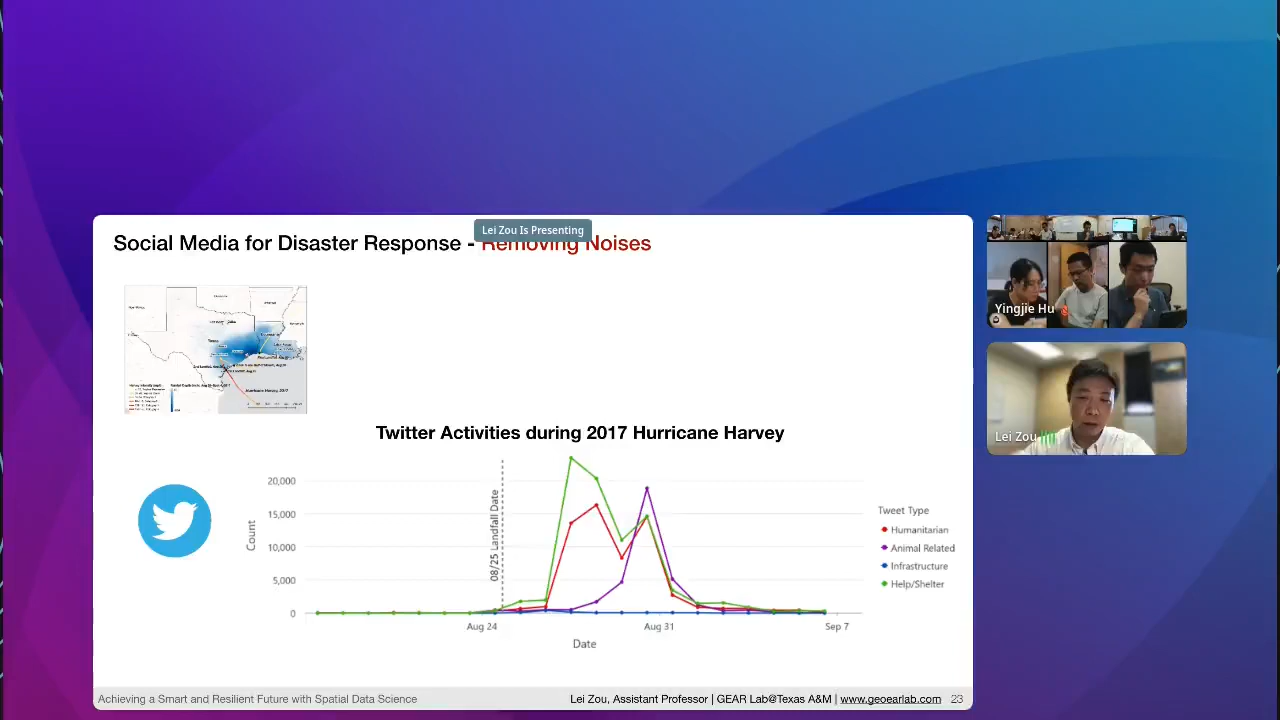 Lei Zou Is Presenting
Social Media for Disaster Response - Removing Noises
Yingjie Hu
Lei Zou
Twitter Activities during 2017 Hurricane Harvey
Count
20,000
15,000
10,000
5,000
0
08/25 Landfall Date
Aug 24
Aug 31
Sep 7
Date
Tweet Type
Humanitarian
Animal Related
Infrastructure
Help/Shelter
Achieving a Smart and Resilient Future with Spatial Data Science
Lei Zou, Assistant Professor | GEAR Lab@Texas A&M | www.geoearlab.com 23